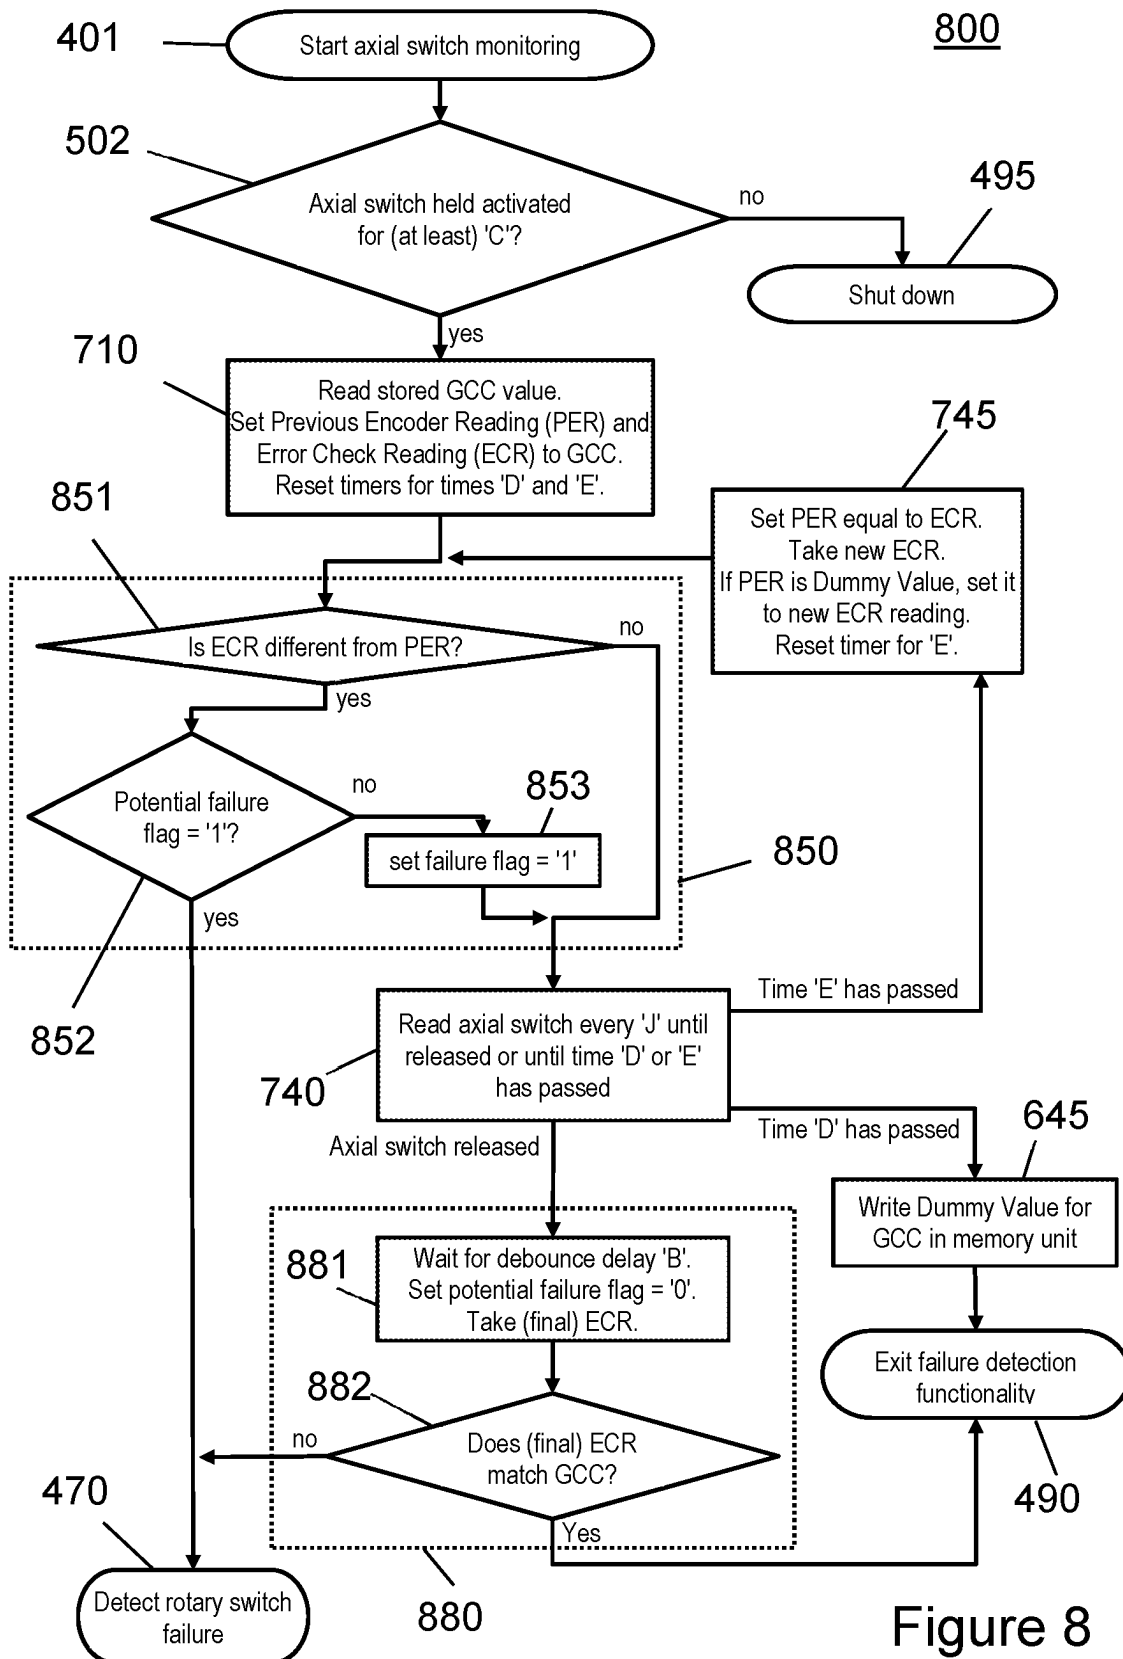 401
Start axial switch monitoring
800
502
Axial switch held activated
for (at least) 'C'?
no
495
Shut down
yes
710
Read stored GCC value.
Set Previous Encoder Reading (PER) and
Error Check Reading (ECR) to GCC.
Reset timers for times 'D' and 'E'.
745
Set PER equal to ECR.
Take new ECR.
If PER is Dummy Value, set it
to new ECR reading.
Reset timer for 'E'.
851
Is ECR different from PER?
no
yes
Potential failure
flag = '1'?
no
853
set failure flag = '1'
850
yes
852
Time 'E' has passed
Read axial switch every 'J' until
released or until time 'D' or 'E'
has passed
740
Axial switch released
Time 'D' has passed
645
Write Dummy Value for
GCC in memory unit
881
Wait for debounce delay 'B'.
Set potential failure flag = '0'.
Take (final) ECR.
Exit failure detection
functionality
882
no
Does (final) ECR
match GCC?
490
Yes
470
Detect rotary switch
failure
880
Figure 8